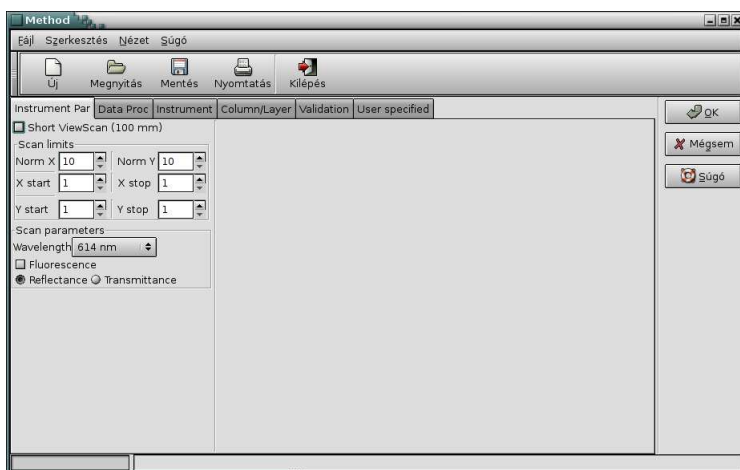 Method
Fájl Szerkesztés Nézet Súgó
Új Megnyitás Mentés Nyomtatás Kilépés
Instrument Par Data Proc Instrument Column/Layer Validation User specified
Short ViewScan (100 mm)
Scan limits
Norm X 10 Norm Y 10
X start 1 X stop 1
Y start 1 Y stop 1
Scan parameters
Wavelength 614 nm
Fluorescence
Reflectance Transmittance
OK
Mégsem
Súgó